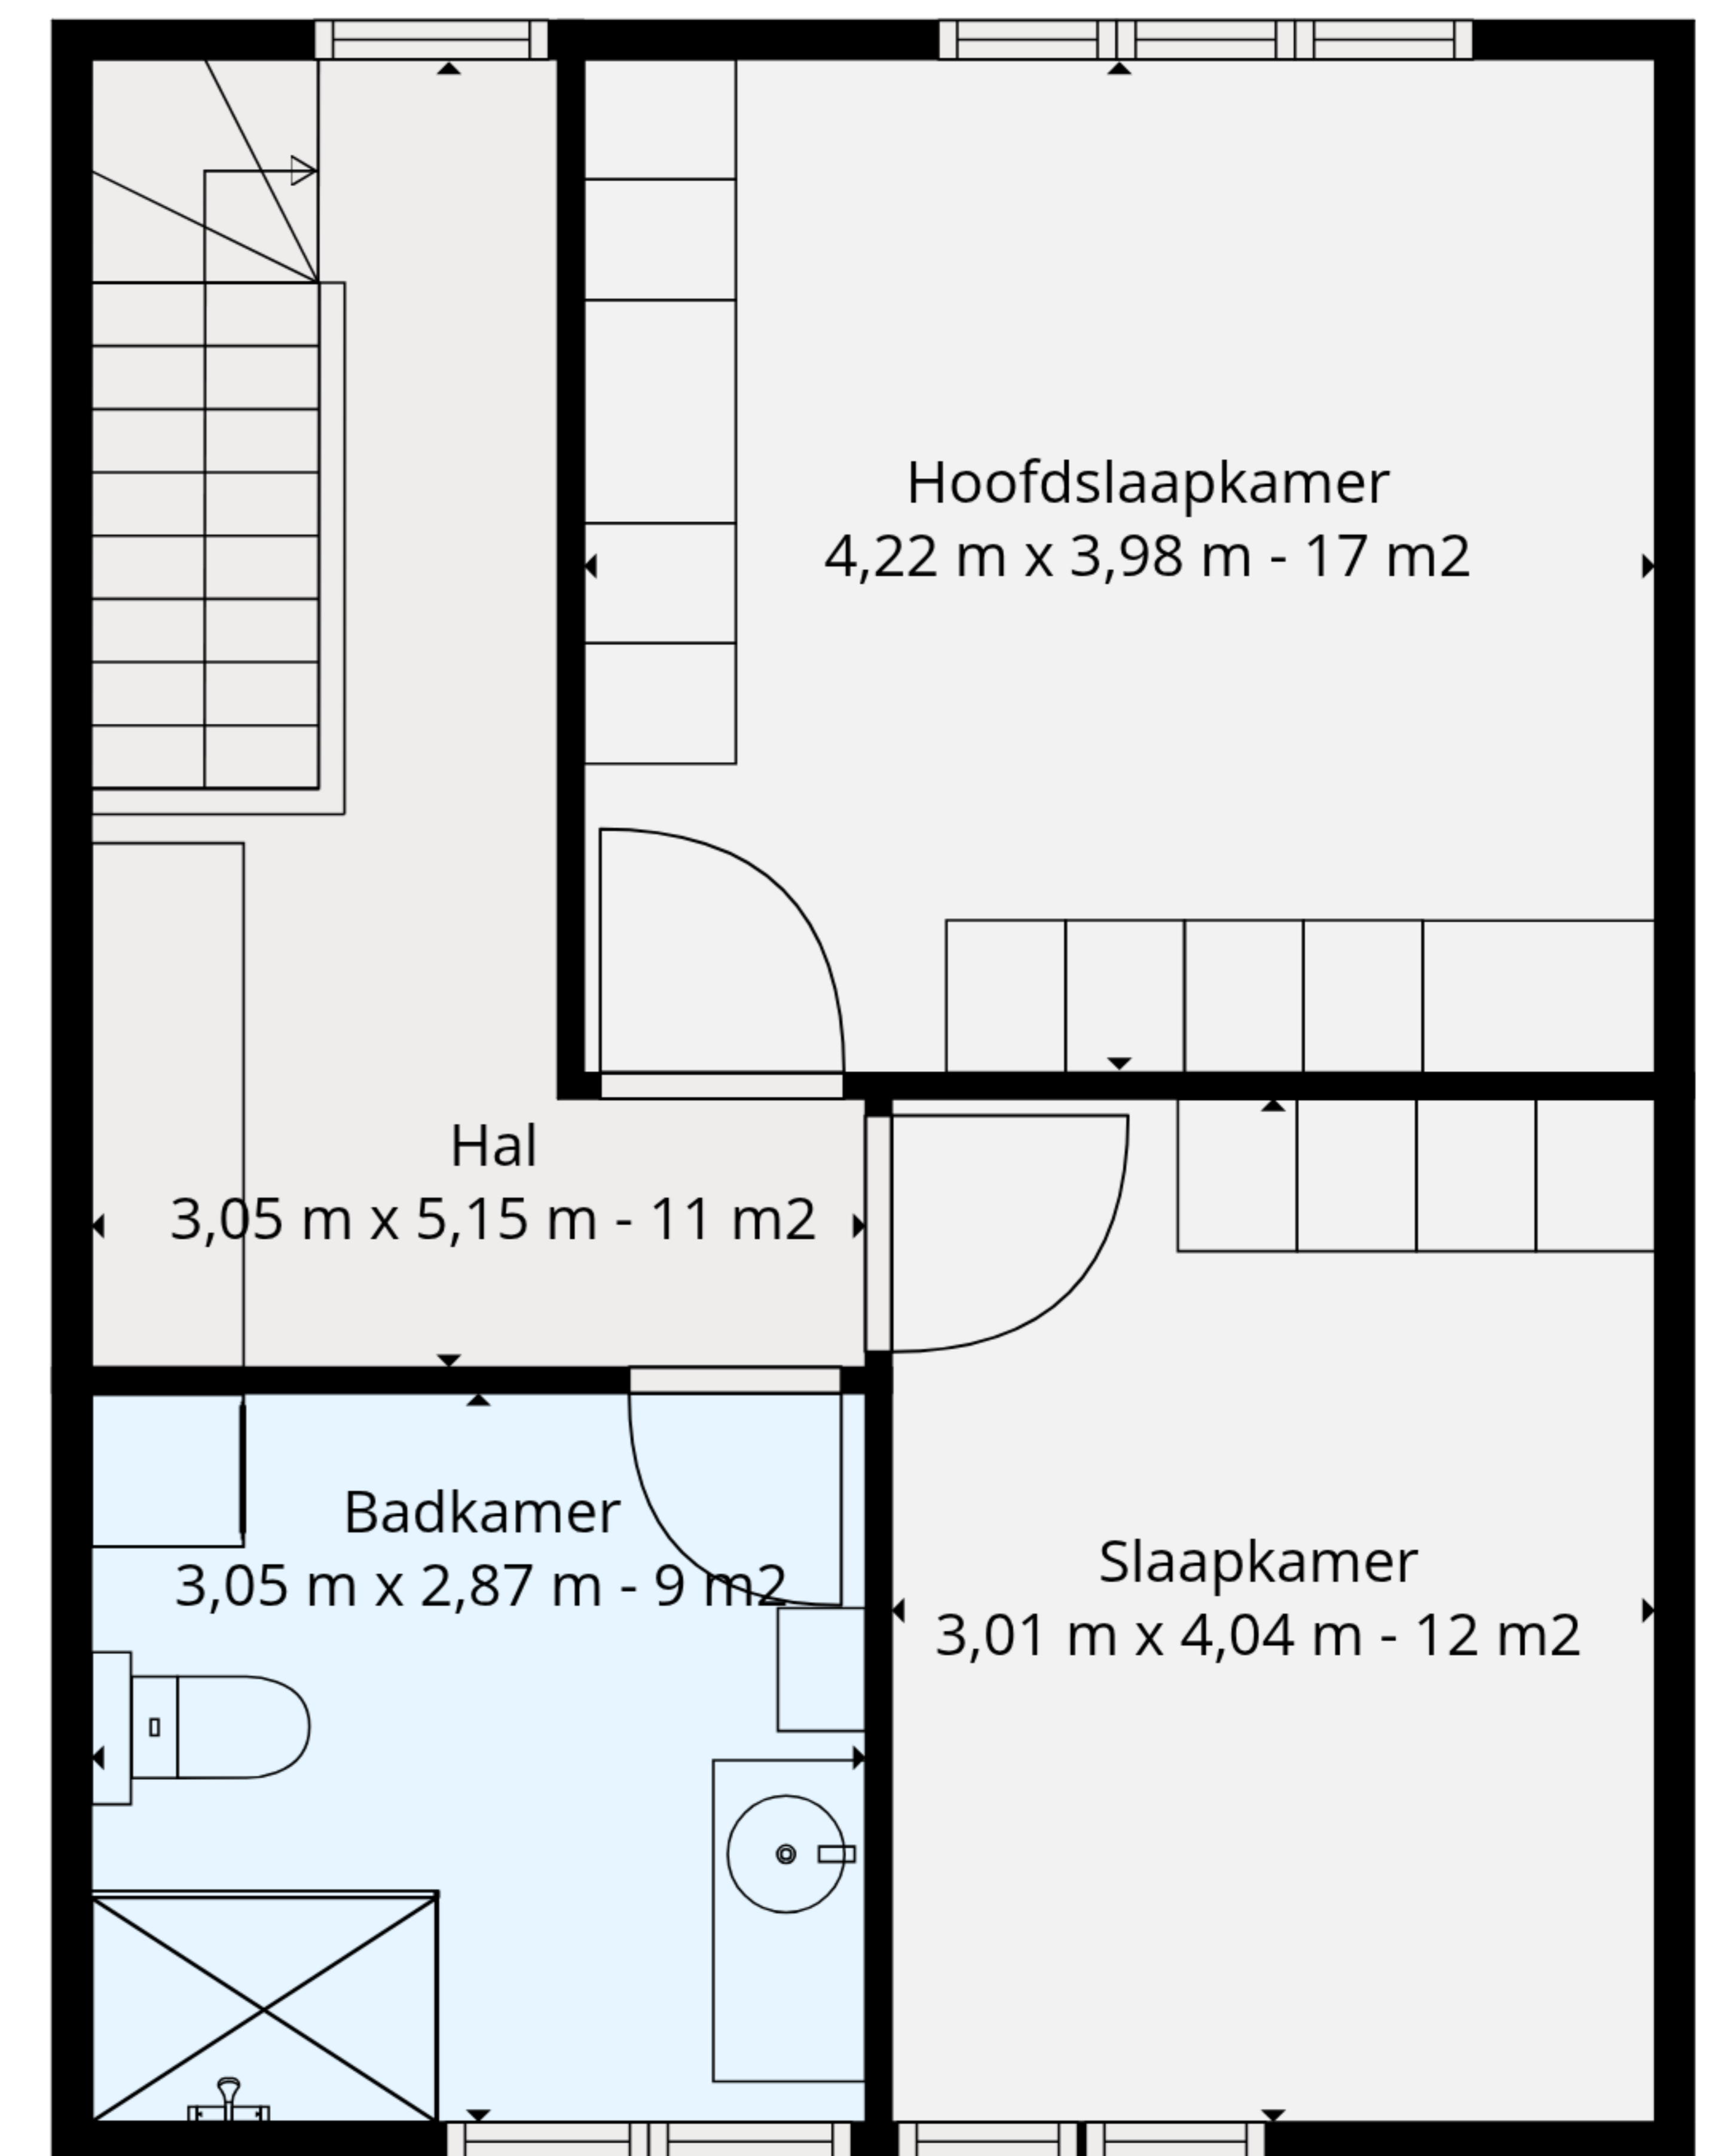 Hoofdslaapkamer
4,22 m x 3,98 m - 17 m2
Hal
3,05 m x 5,15 m - 11 m2
Badkamer
3,05 m x 2,87 m - 9 m2
Slaapkamer
3,01 m x 4,04 m - 12 m2